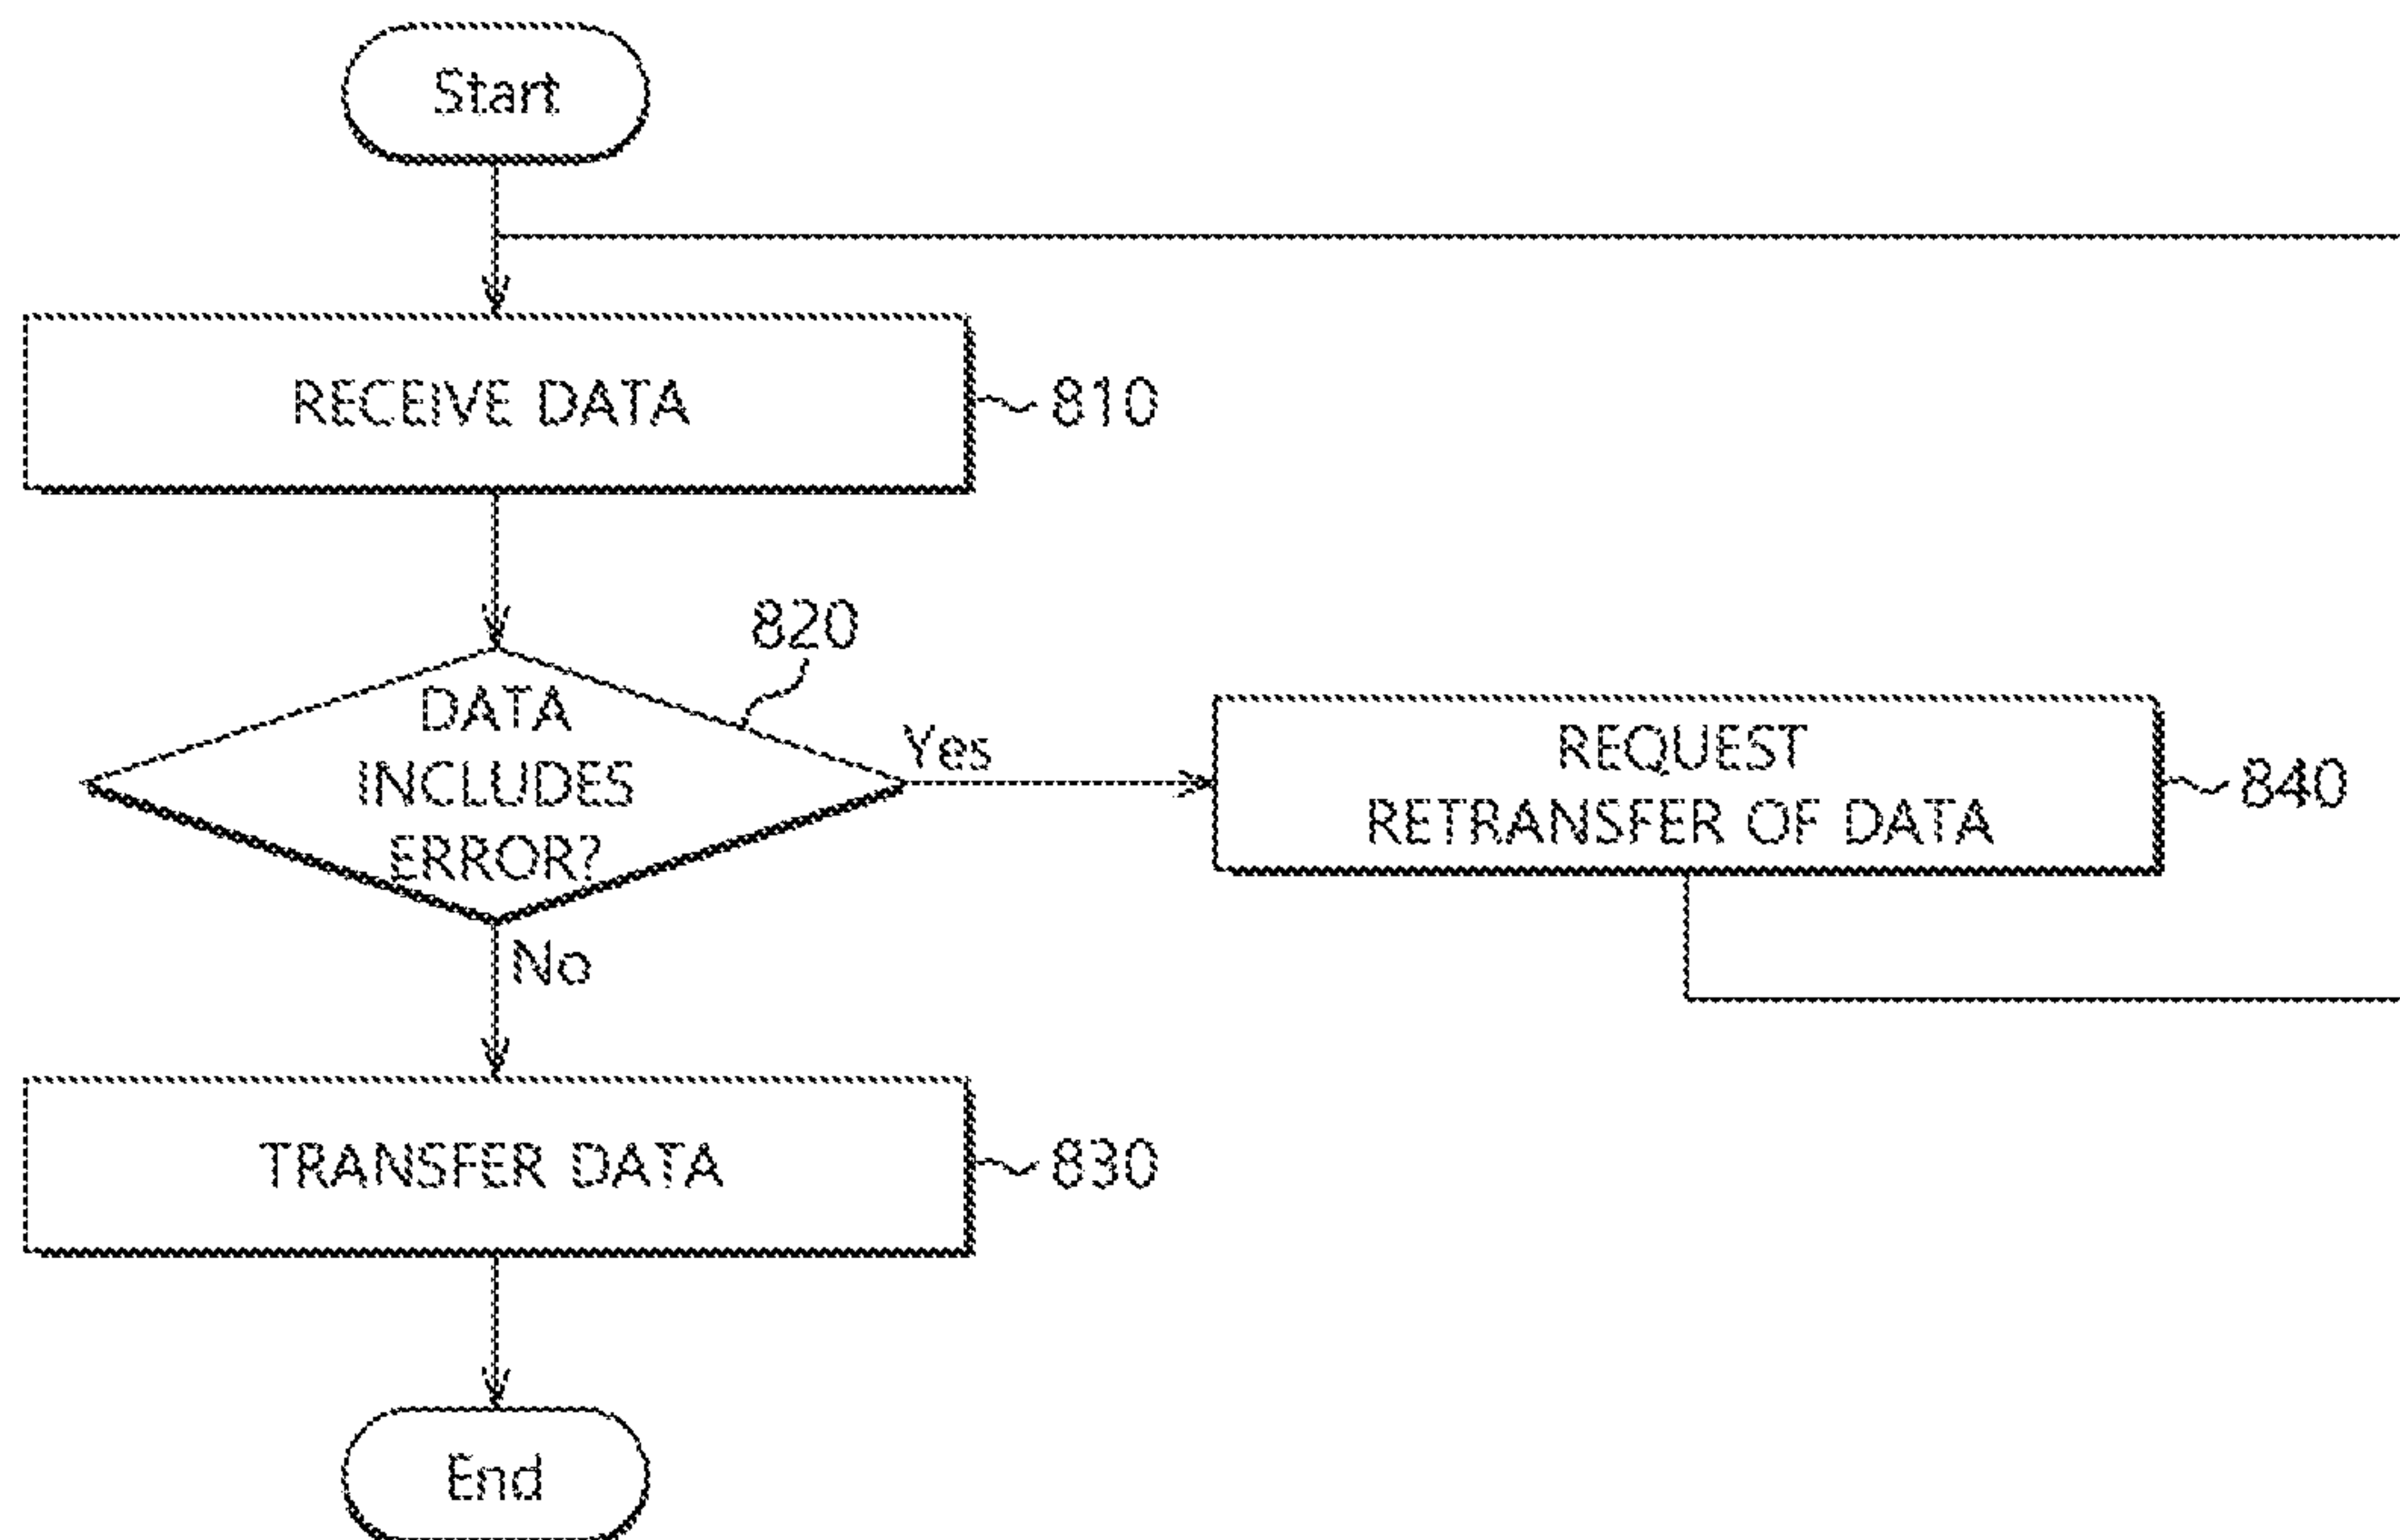 Start
RECEIVE DATA
810
820
DATA
INCLUDES
ERROR?
Yes
REQUEST
RETRANSFER OF DATA
840
No
TRANSFER DATA
830
End